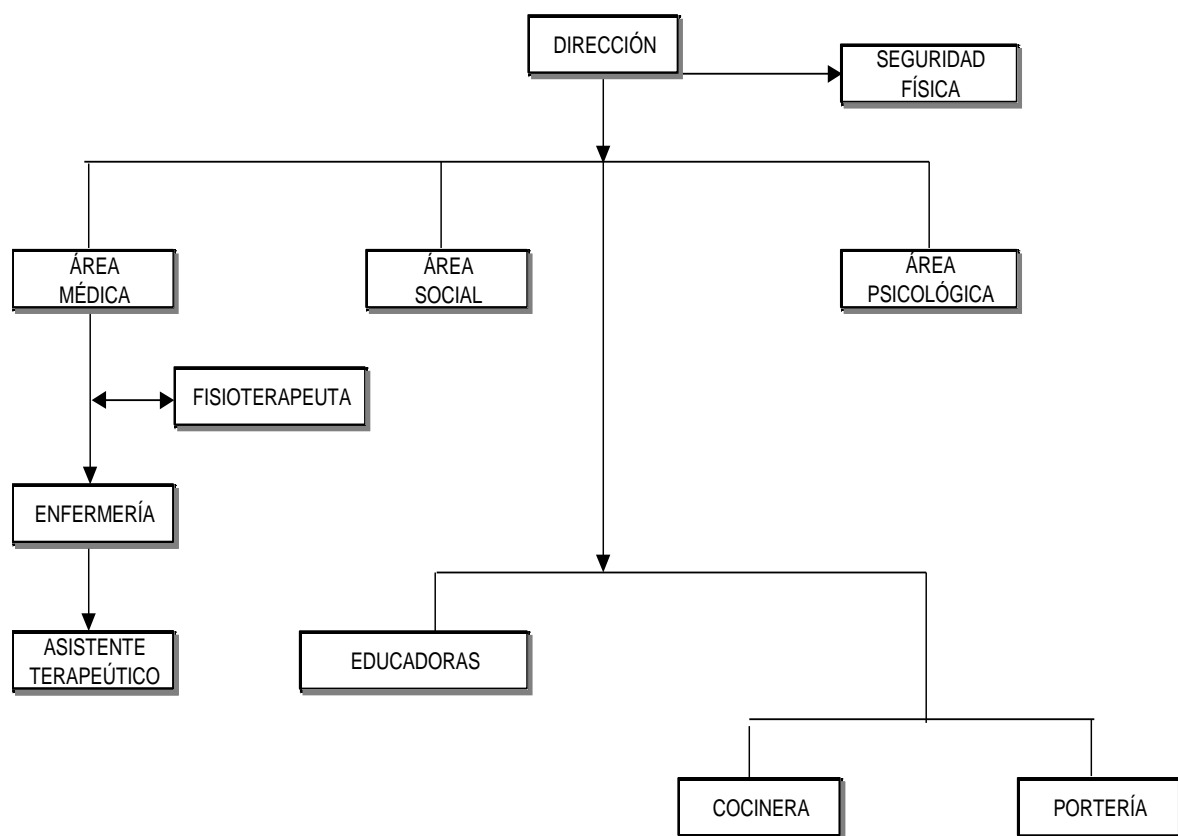 DIRECCIÓN
SEGURIDAD
FÍSICA
ÁREA
MÉDICA
ÁREA
SOCIAL
ÁREA
PSICOLÓGICA
FISIOTERAPEUTA
ENFERMERÍA
ASISTENTE
TERAPEÚTICO
EDUCADORAS
COCINERA
PORTERÍA